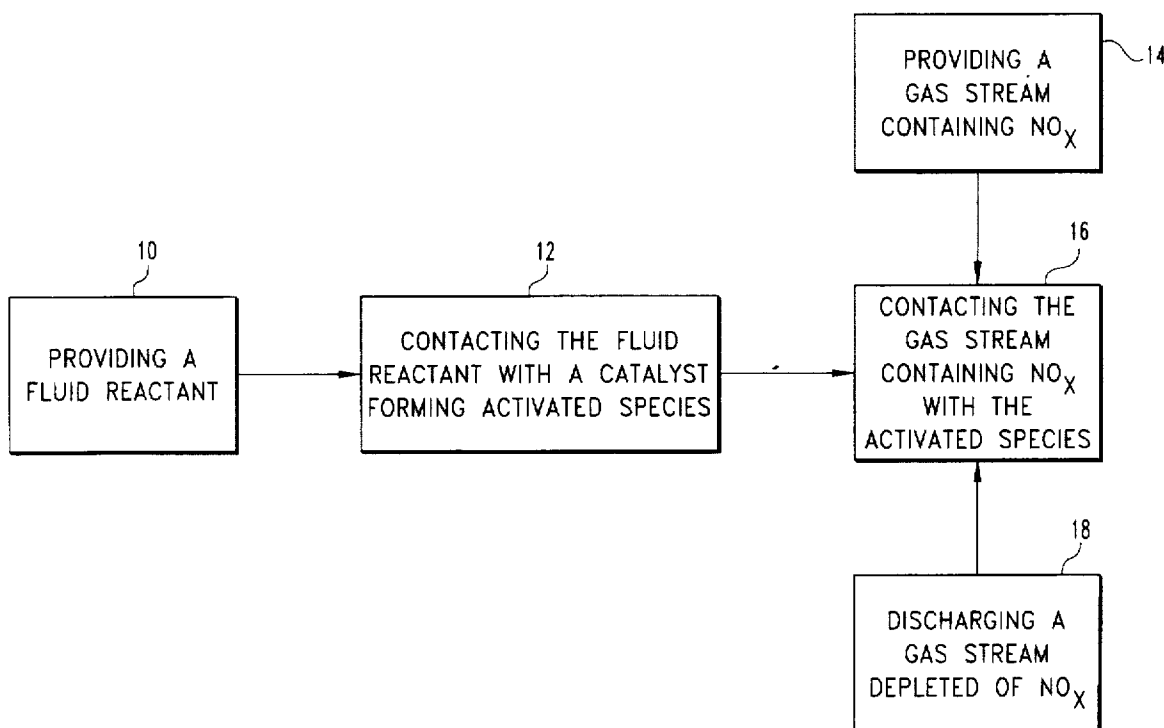 10
PROVIDING A
FLUID REACTANT
12
CONTACTING THE FLUID
REACTANT WITH A CATALYST
FORMING ACTIVATED SPECIES
14
PROVIDING A
GAS STREAM
CONTAINING NOX
16
CONTACTING THE
GAS STREAM
CONTAINING NOX
WITH THE
ACTIVATED SPECIES
18
DISCHARGING A
GAS STREAM
DEPLETED OF NOX